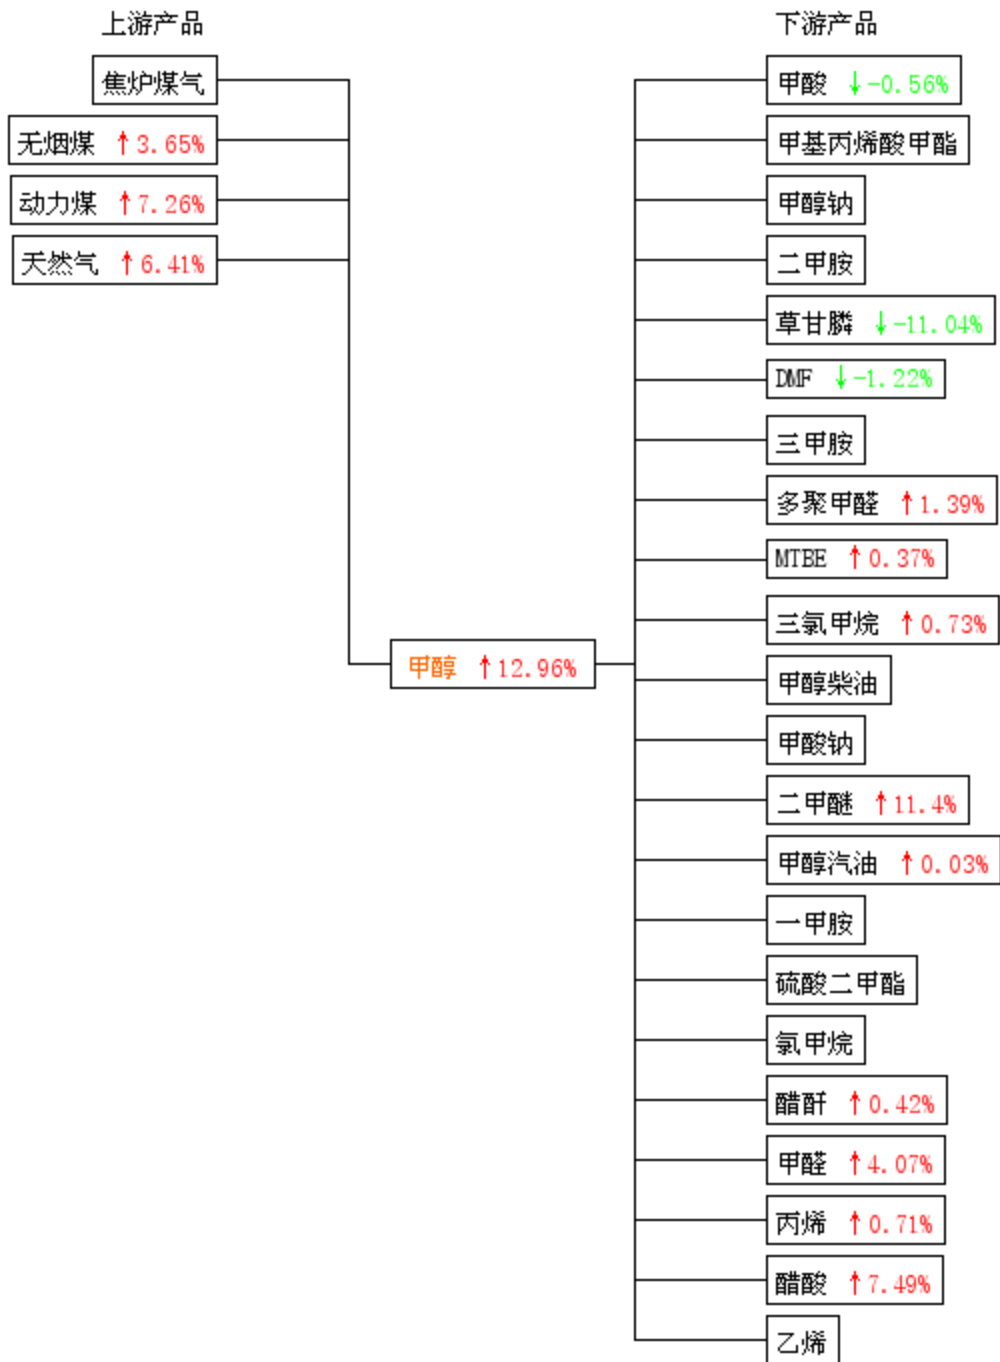 上游产品
焦炉煤气
无烟煤 ↑3.65%
动力煤 ↑7.26%
天然气 ↑6.41%
甲醇 ↑12.96%
下游产品
甲酸 ↓-0.56%
甲基丙烯酸甲酯
甲醇钠
二甲胺
草甘膦 ↓-11.04%
DMF ↓-1.22%
三甲胺
多聚甲醛 ↑1.39%
MTBE ↑0.37%
三氯甲烷 ↑0.73%
甲醇柴油
甲酸钠
二甲醚 ↑11.4%
甲醇汽油 ↑0.03%
一甲胺
硫酸二甲酯
氯甲烷
醋酐 ↑0.42%
甲醛 ↑4.07%
丙烯 ↑0.71%
醋酸 ↑7.49%
乙烯